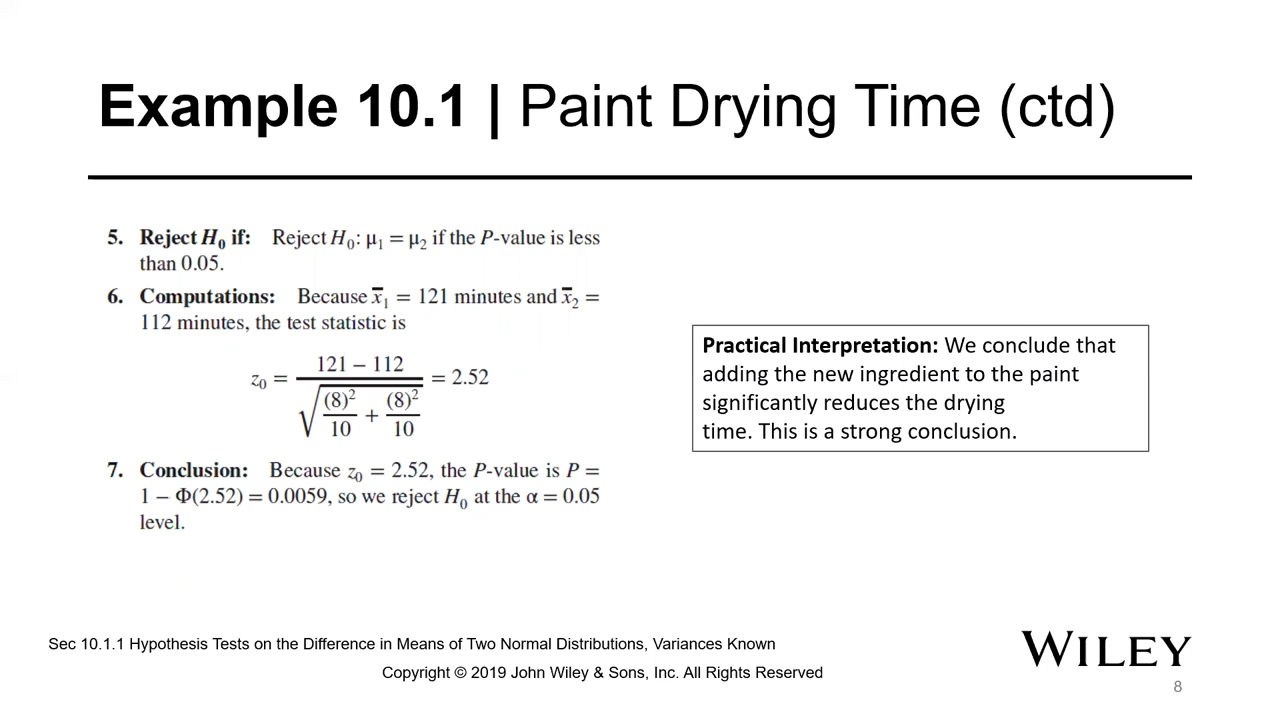 Example 10.1 | Paint Drying Time (ctd)
5. Reject H₀ if: Reject H₀: μ₁ = μ₂ if the P-value is less
than 0.05.
6. Computations: Because x̄₁ = 121 minutes and x̄₂ =
112 minutes, the test statistic is
z₀ = (121 − 112) / √((8)²/10 + (8)²/10) = 2.52
7. Conclusion: Because z₀ = 2.52, the P-value is P =
1 − Φ(2.52) = 0.0059, so we reject H₀ at the α = 0.05
level.
Practical Interpretation: We conclude that
adding the new ingredient to the paint
significantly reduces the drying
time. This is a strong conclusion.
Sec 10.1.1 Hypothesis Tests on the Difference in Means of Two Normal Distributions, Variances Known
Copyright © 2019 John Wiley & Sons, Inc. All Rights Reserved
WILEY
8